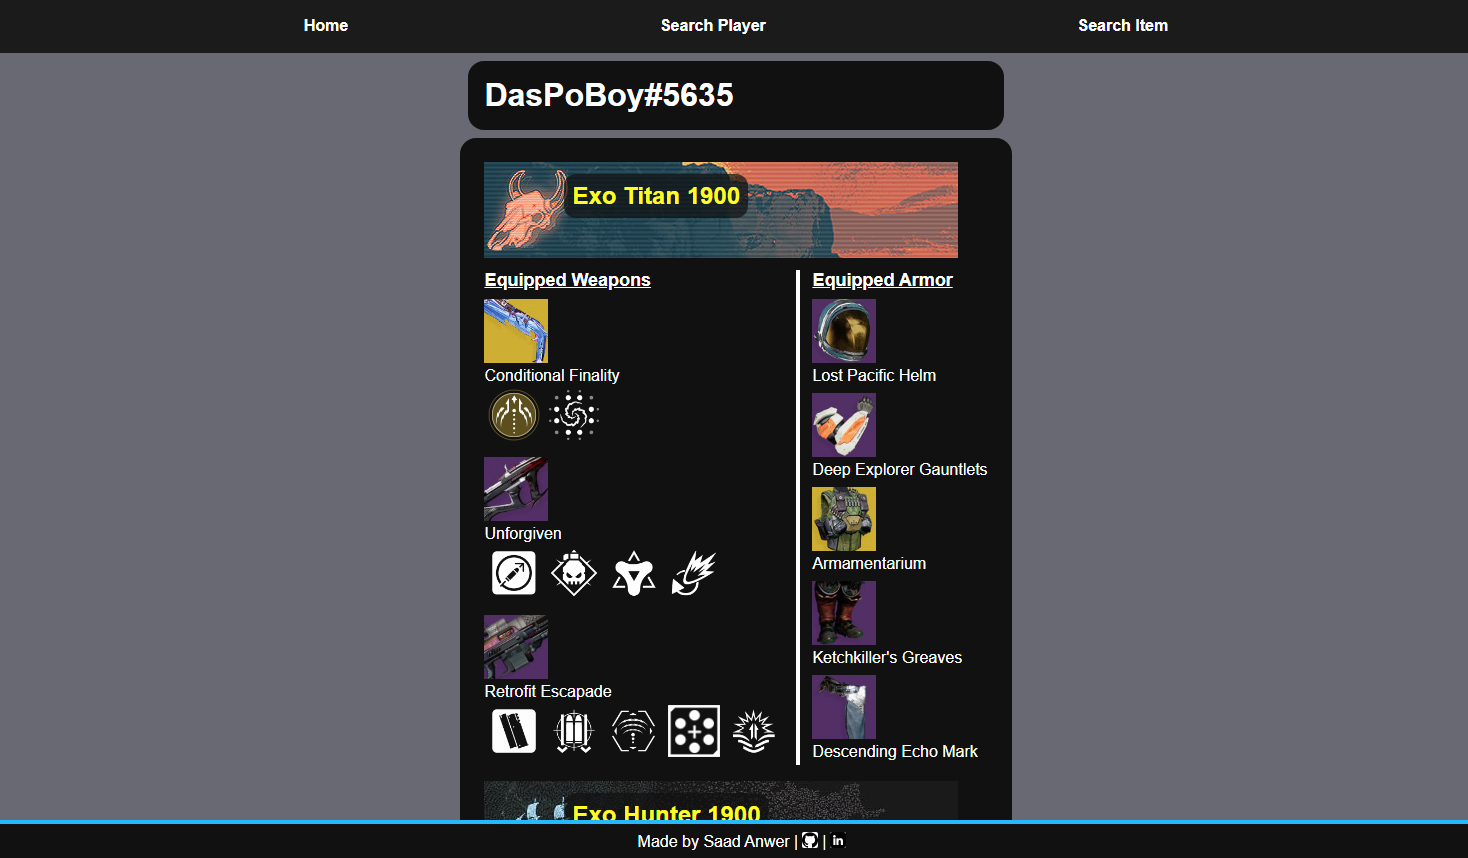 Home
Search Player
Search Item
DasPoBoy#5635
Exo Titan 1900
Equipped Weapons
Conditional Finality
Unforgiven
Retrofit Escapade
Equipped Armor
Lost Pacific Helm
Deep Explorer Gauntlets
Armamentarium
Ketchkiller's Greaves
Descending Echo Mark
Exo Hunter 1900
Made by Saad Anwer | | in